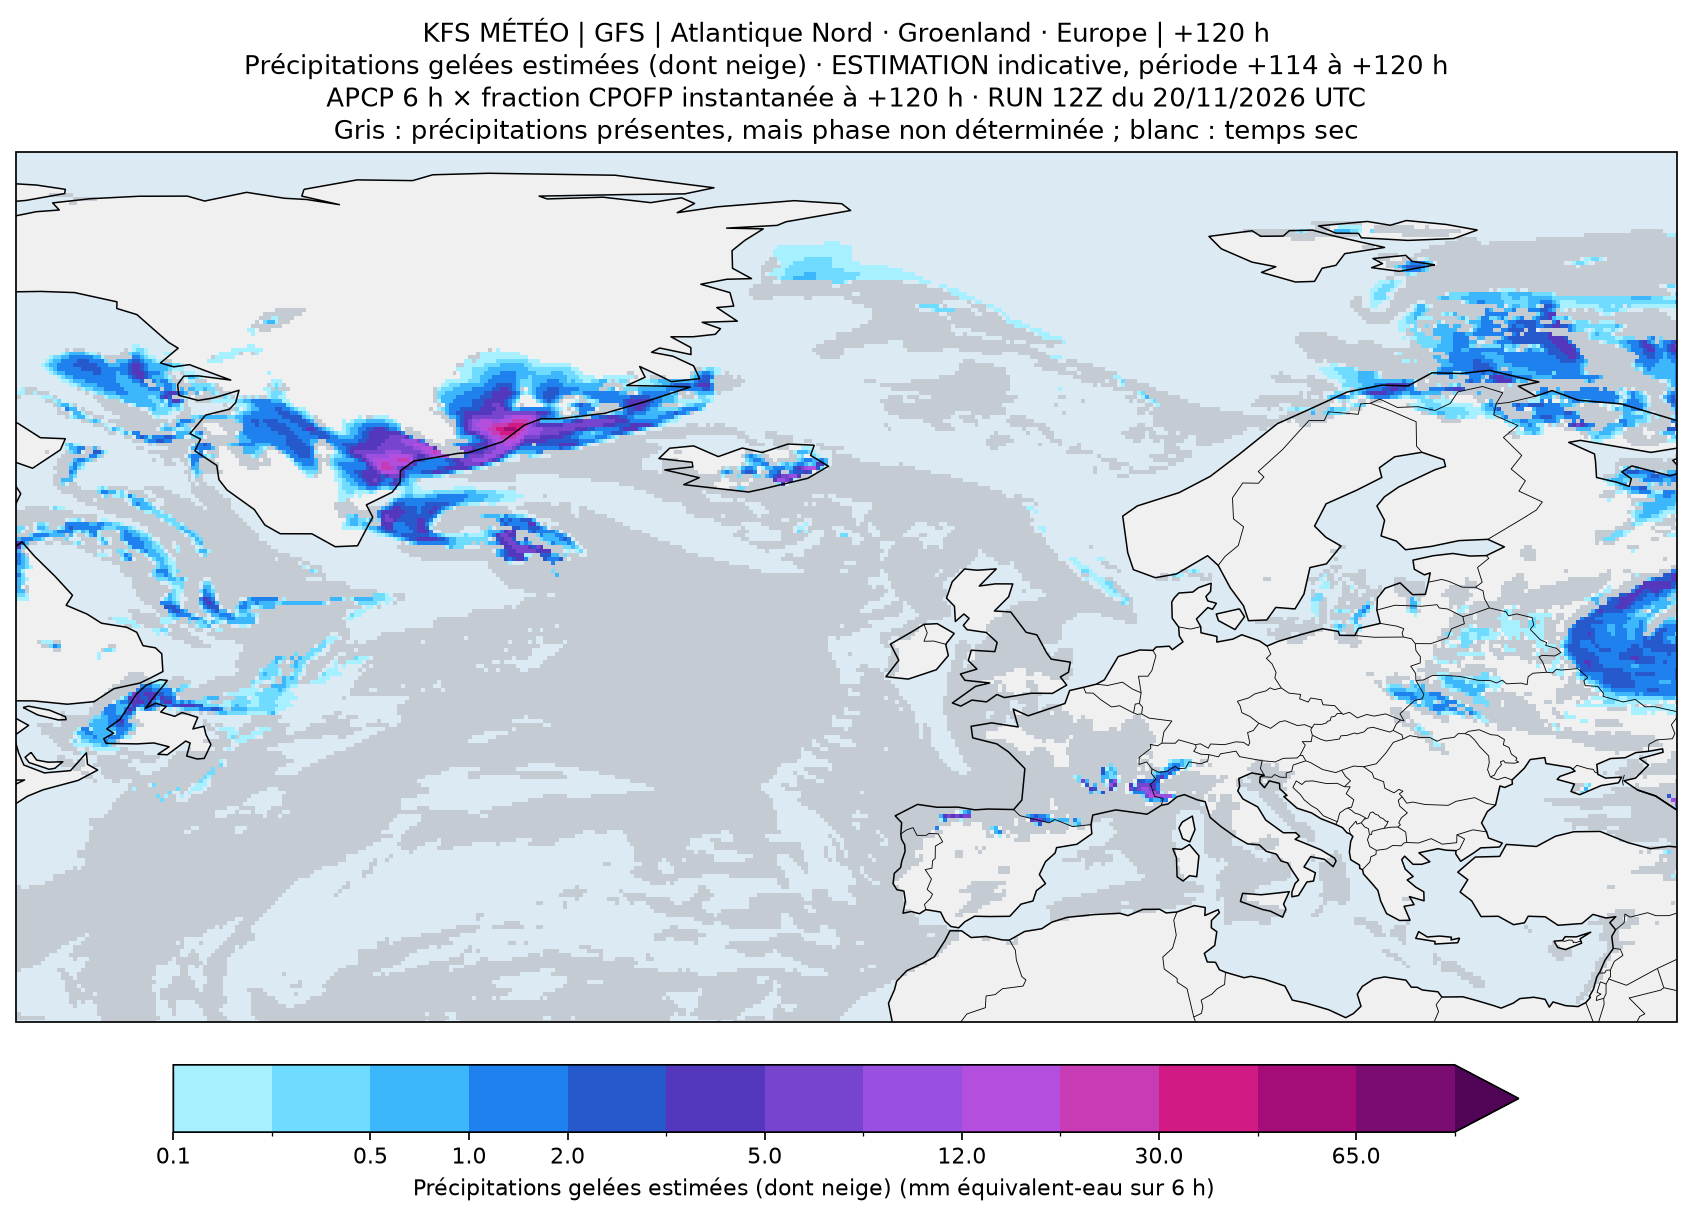 KFS MÉTÉO | GFS | Atlantique Nord · Groenland · Europe | +120 h
Précipitations gelées estimées (dont neige) · ESTIMATION indicative, période +114 à +120 h
APCP 6 h × fraction CPOFP instantanée à +120 h · RUN 12Z du 20/11/2026 UTC
Gris : précipitations présentes, mais phase non déterminée ; blanc : temps sec
0.1 0.5 1.0 2.0 5.0 12.0 30.0 65.0
Précipitations gelées estimées (dont neige) (mm équivalent-eau sur 6 h)